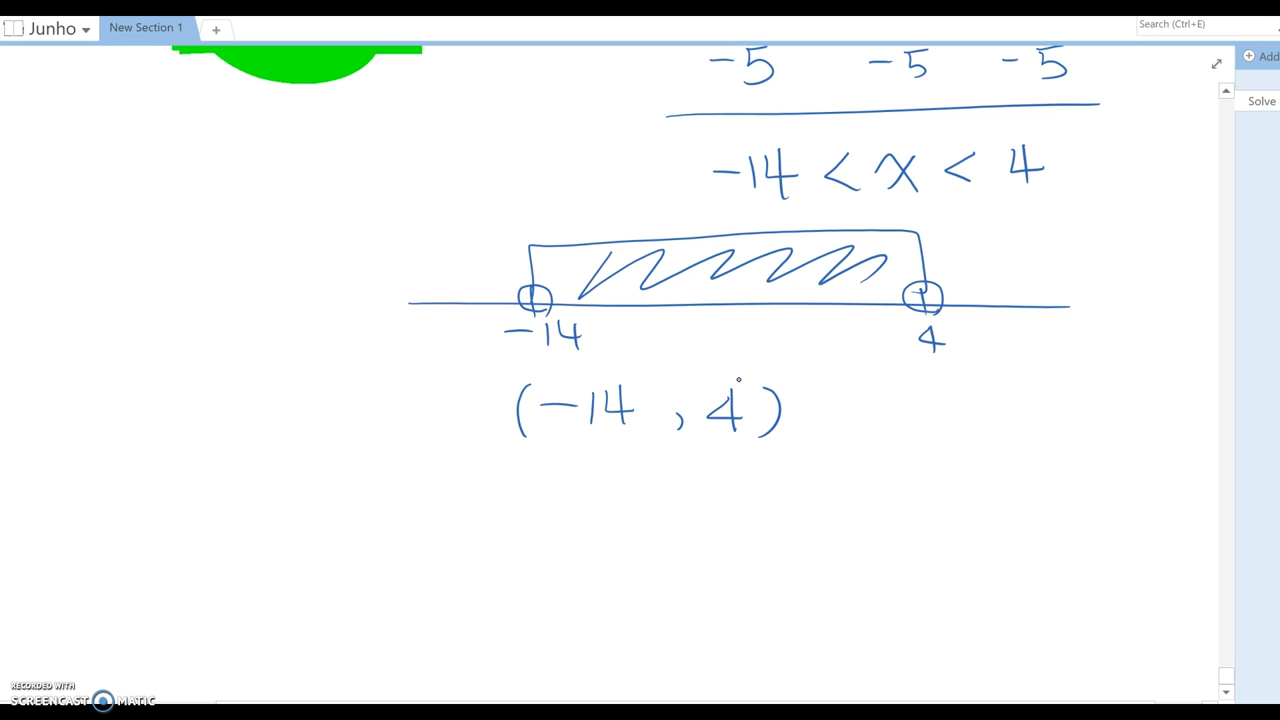 Junho
New Section 1
+
Search (Ctrl+E)
Add
Solve
-5 -5 -5
-14 < x < 4
-14 4
(-14 , 4)
RECORDED WITH
SCREENCAST MATIC